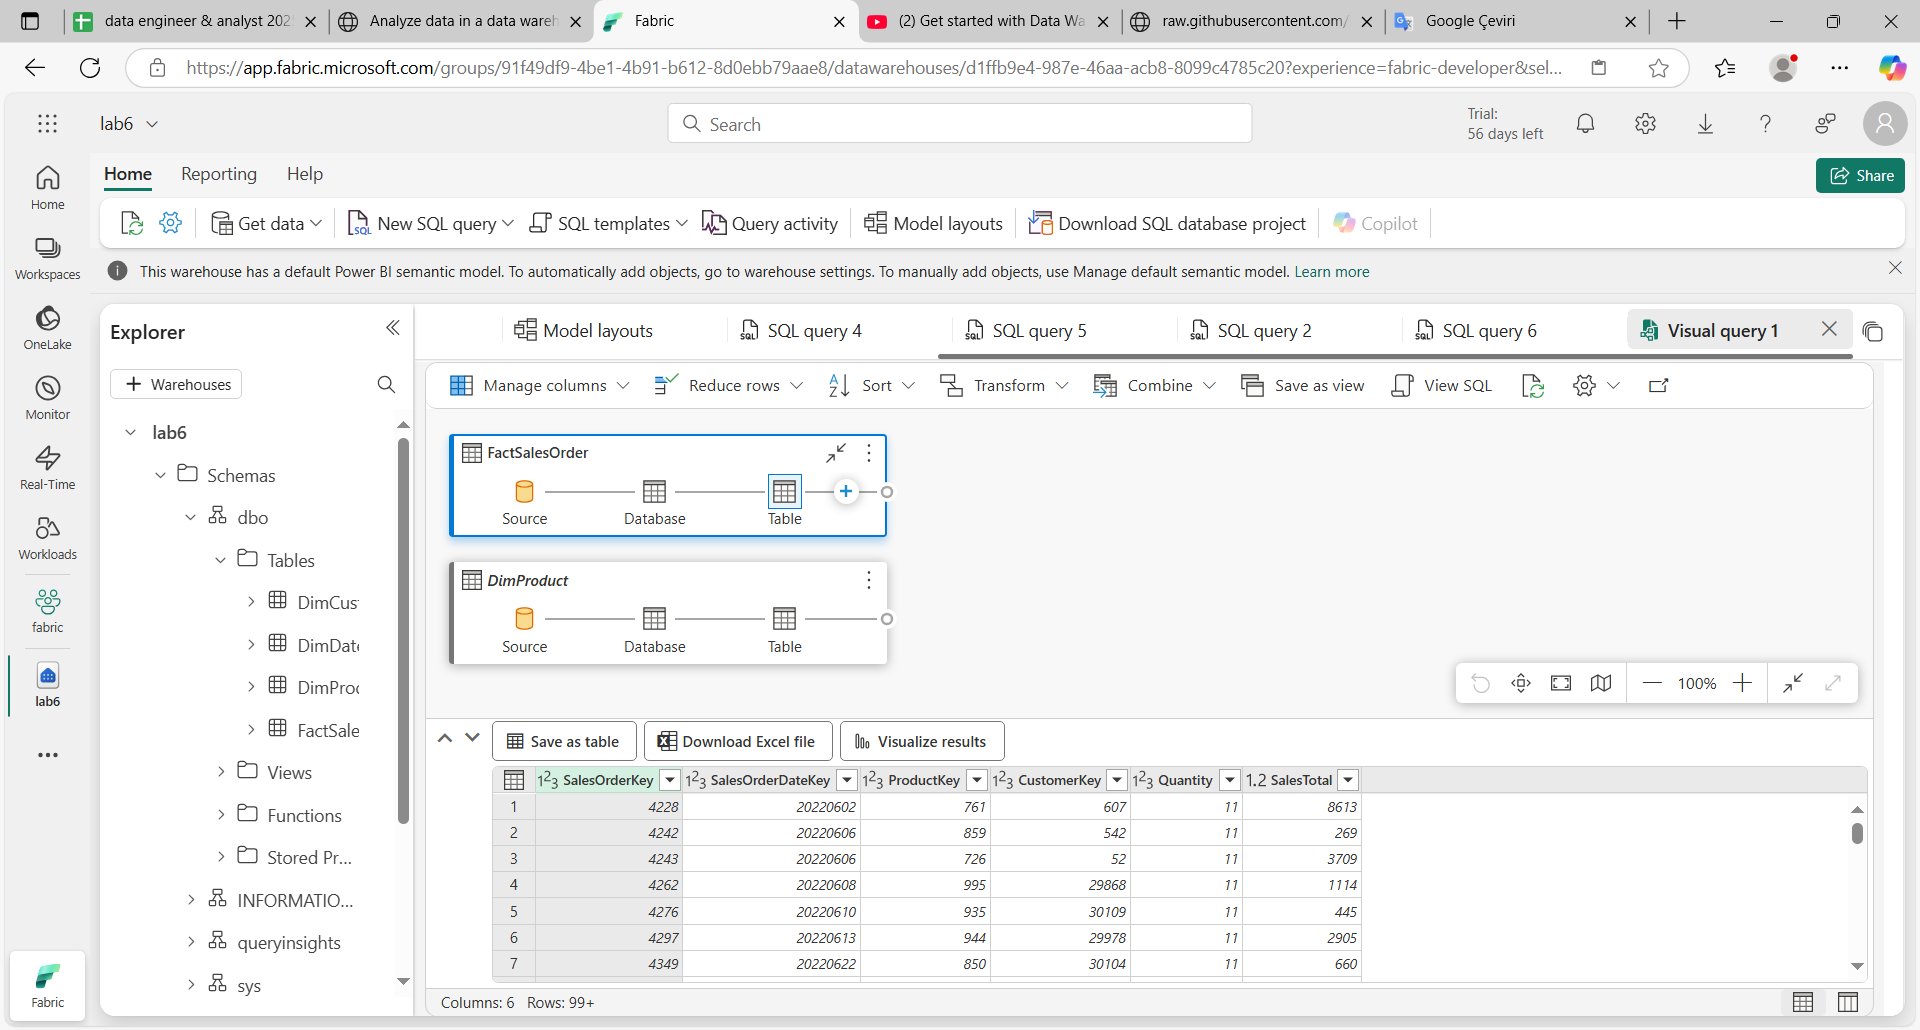 data engineer & analyst 202
Analyze data in a data wareh
Fabric
(2) Get started with Data Wa
raw.githubusercontent.com/
Google Çeviri
https://app.fabric.microsoft.com/groups/91f49df9-4be1-4b91-b612-8d0ebb79aae8/datawarehouses/d1ffb9e4-987e-46aa-acb8-8099c4785c20?experience=fabric-developer&sel...
lab6
Search
Trial:
56 days left
Home
Reporting
Help
Share
Get data
New SQL query
SQL templates
Query activity
Model layouts
Download SQL database project
Copilot
This warehouse has a default Power BI semantic model. To automatically add objects, go to warehouse settings. To manually add objects, use Manage default semantic model. Learn more
Home
Workspaces
OneLake
Monitor
Real-Time
Workloads
fabric
lab6
Fabric
Explorer
+ Warehouses
lab6
Schemas
dbo
Tables
DimCus
DimDate
DimProd
FactSale
Views
Functions
Stored Pr...
INFORMATIO...
queryinsights
sys
Model layouts
SQL query 4
SQL query 5
SQL query 2
SQL query 6
Visual query 1
Manage columns
Reduce rows
Sort
Transform
Combine
Save as view
View SQL
FactSalesOrder
Source Database Table
DimProduct
Source Database Table
100%
Save as table
Download Excel file
Visualize results
1²3 SalesOrderKey 1²3 SalesOrderDateKey 1²3 ProductKey 1²3 CustomerKey 1²3 Quantity 1.2 SalesTotal
1 4228 20220602 761 607 11 8613
2 4242 20220606 859 542 11 269
3 4243 20220606 726 52 11 3709
4 4262 20220608 995 29868 11 1114
5 4276 20220610 935 30109 11 445
6 4297 20220613 944 29978 11 2905
7 4349 20220622 850 30104 11 660
Columns: 6 Rows: 99+